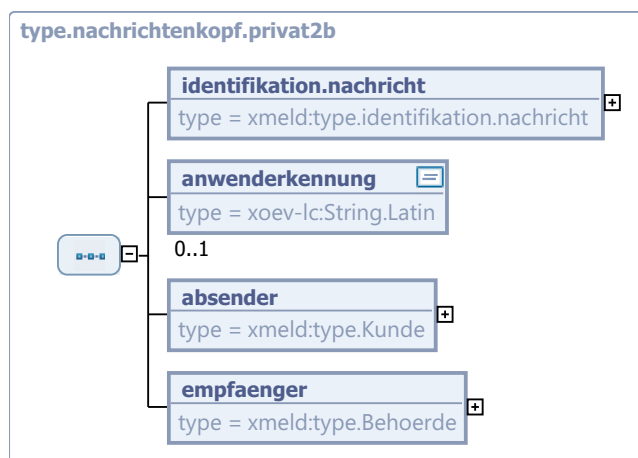 type.nachrichtenkopf.privat2b
identifikation.nachricht
type = xmeld:type.identifikation.nachricht
anwenderkennung
type = xoev-lc:String.Latin
0..1
absender
type = xmeld:type.Kunde
empfaenger
type = xmeld:type.Behoerde